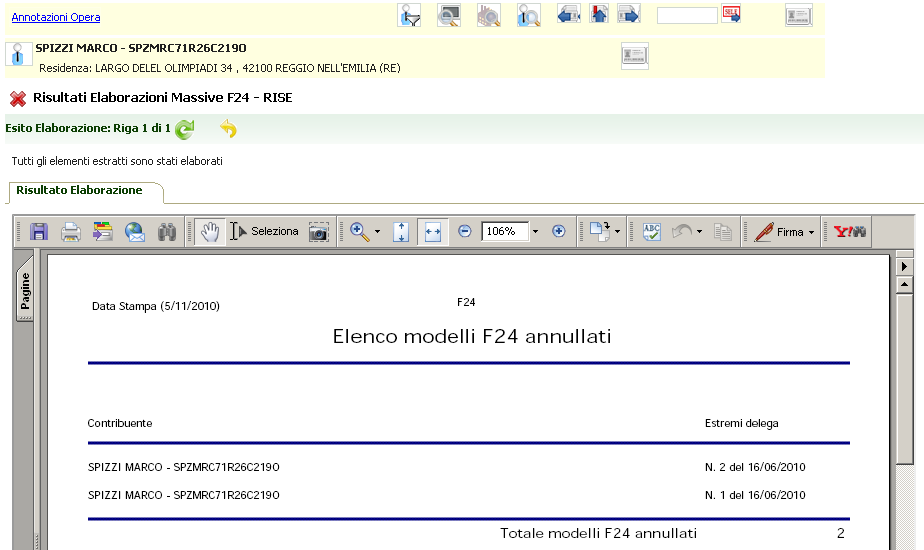 Annotazioni Opera
SELE
SPIZZI MARCO - SPZMRC71R26C219O
Residenza: LARGO DELEL OLIMPIADI 34 , 42100 REGGIO NELL'EMILIA (RE)
Risultati Elaborazioni Massive F24 - RISE
Esito Elaborazione: Riga 1 di 1
Tutti gli elementi estratti sono stati elaborati
Risultato Elaborazione
Seleziona
106%
ABC
Firma
Y!
Pagine
Data Stampa (5/11/2010)
F24
Elenco modelli F24 annullati
Contribuente Estremi delega
SPIZZI MARCO - SPZMRC71R26C219O N. 2 del 16/06/2010
SPIZZI MARCO - SPZMRC71R26C219O N. 1 del 16/06/2010
Totale modelli F24 annullati 2